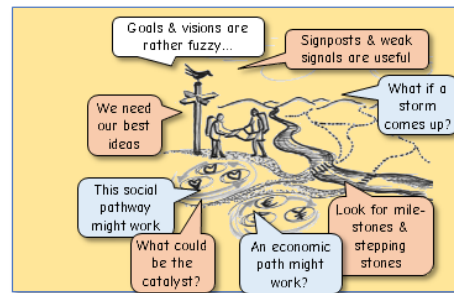 Goals & visions are
rather fuzzy...
Signposts & weak
signals are useful
What if a
storm
comes up?
We need
our best
ideas
This social
pathway
might work
What could
be the
catalyst?
An economic
path might
work?
Look for mile-
stones &
stepping
stones